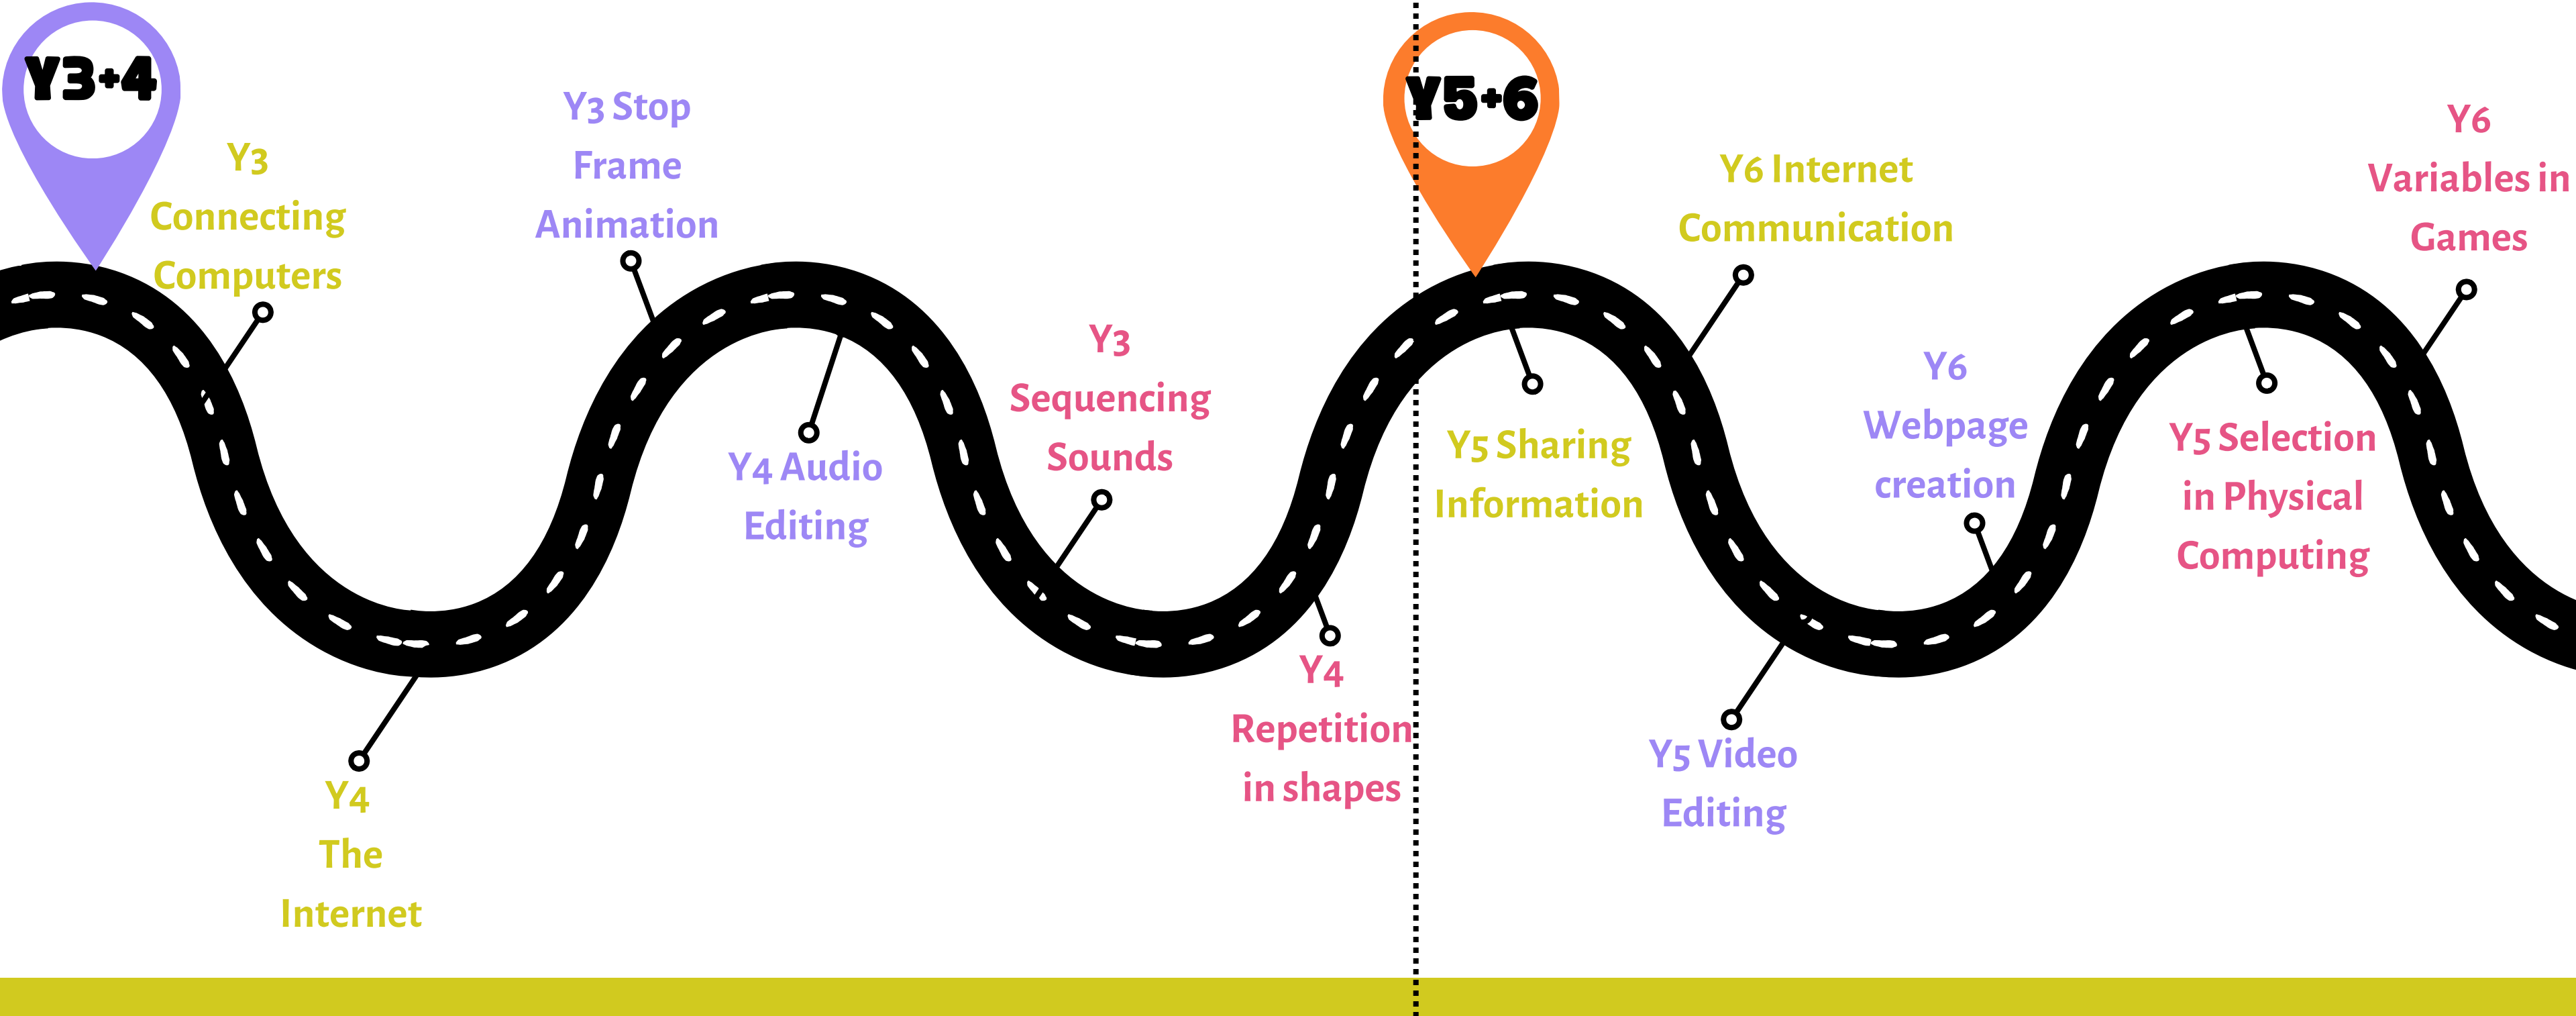 Y3+4
Y3
Connecting
Computers
Y4
The
Internet
Y3 Stop
Frame
Animation
Y4 Audio
Editing
Y3
Sequencing
Sounds
Y4
Repetition
in shapes
Y5+6
Y5 Sharing
Information
Y6 Internet
Communication
Y5 Video
Editing
Y6
Webpage
creation
Y5 Selection
in Physical
Computing
Y6
Variables in
Games